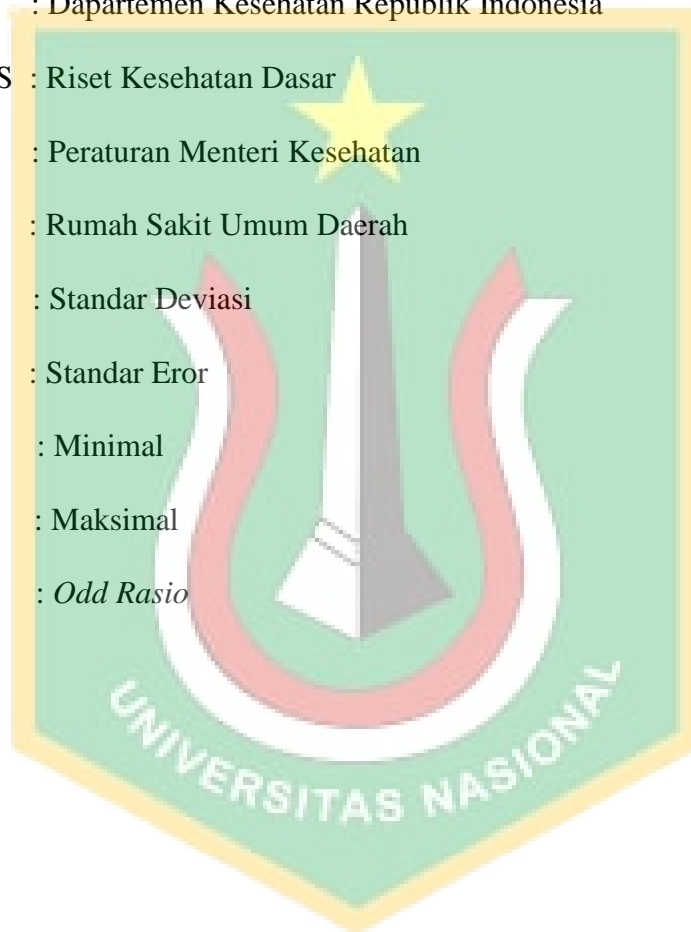 : Dapartemen Kesehatan Republik Indonesia
S : Riset Kesehatan Dasar
: Peraturan Menteri Kesehatan
: Rumah Sakit Umum Daerah
: Standar Deviasi
: Standar Eror
: Minimal
: Maksimal
: Odd Rasio
UNIVERSITAS NASIONAL